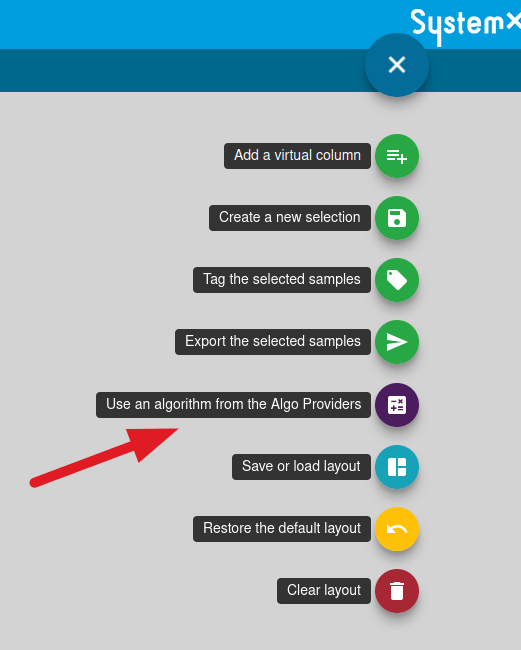 SystemX
Add a virtual column
Create a new selection
Tag the selected samples
Export the selected samples
Use an algorithm from the Algo Providers
Save or load layout
Restore the default layout
Clear layout